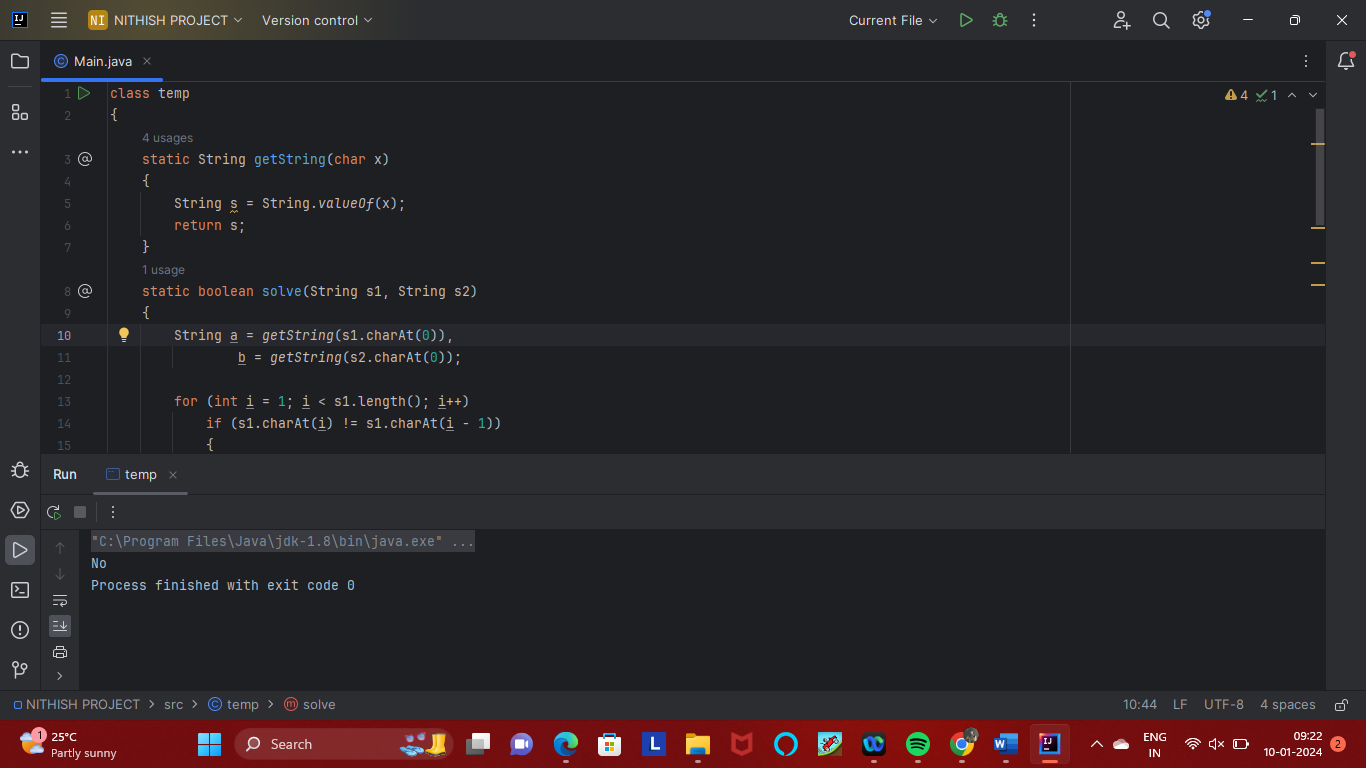 NI NITHISH PROJECT Version control Current File
Main.java
4 1
1 class temp
2 {
4 usages
3 static String getString(char x)
4 {
5 String s = String.valueOf(x);
6 return s;
7 }
1 usage
8 static boolean solve(String s1, String s2)
9 {
10 String a = getString(s1.charAt(0)),
11 b = getString(s2.charAt(0));
12
13 for (int i = 1; i < s1.length(); i++)
14 if (s1.charAt(i) != s1.charAt(i - 1))
15 {
Run temp
"C:\Program Files\Java\jdk-1.8\bin\java.exe" ...
No
Process finished with exit code 0
NITHISH PROJECT > src > temp > solve 10:44 LF UTF-8 4 spaces
1 25°C
Partly sunny
Search
ENG
IN
09:22
10-01-2024
2